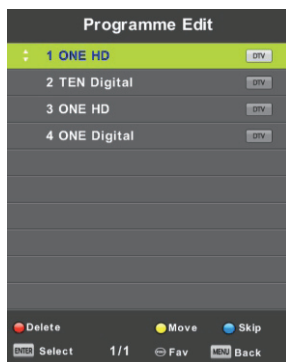 Programme Edit
1 ONE HD DTV
2 TEN Digital DTV
3 ONE HD DTV
4 ONE Digital DTV
Delete Move Skip
ENTER Select 1/1 Fav MENU Back